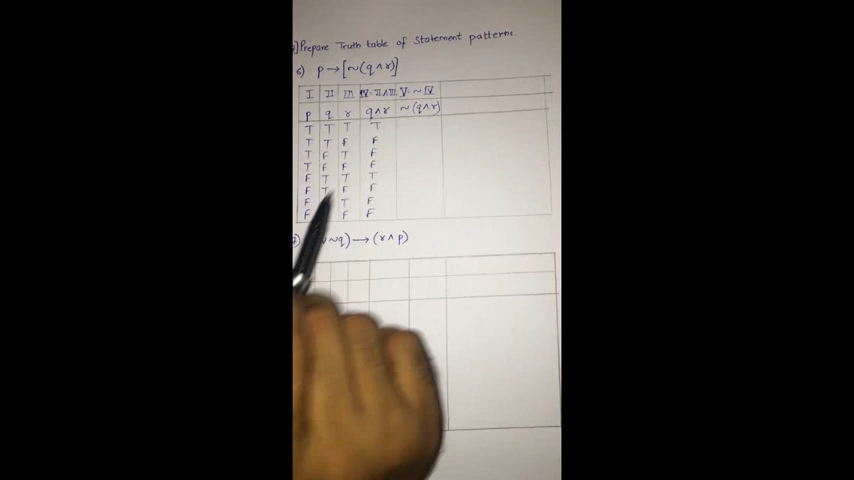 Prepare Truth table of Statement patterns
6) p → [~(q ∧ r)]
I II III IV-II∧III V-~IV
p q r q∧r ~(q∧r)
T T T T
T T F F
T F T F
T F F F
F T T T
F T F F
F T F
F F F
~q) → (r ∧ p)